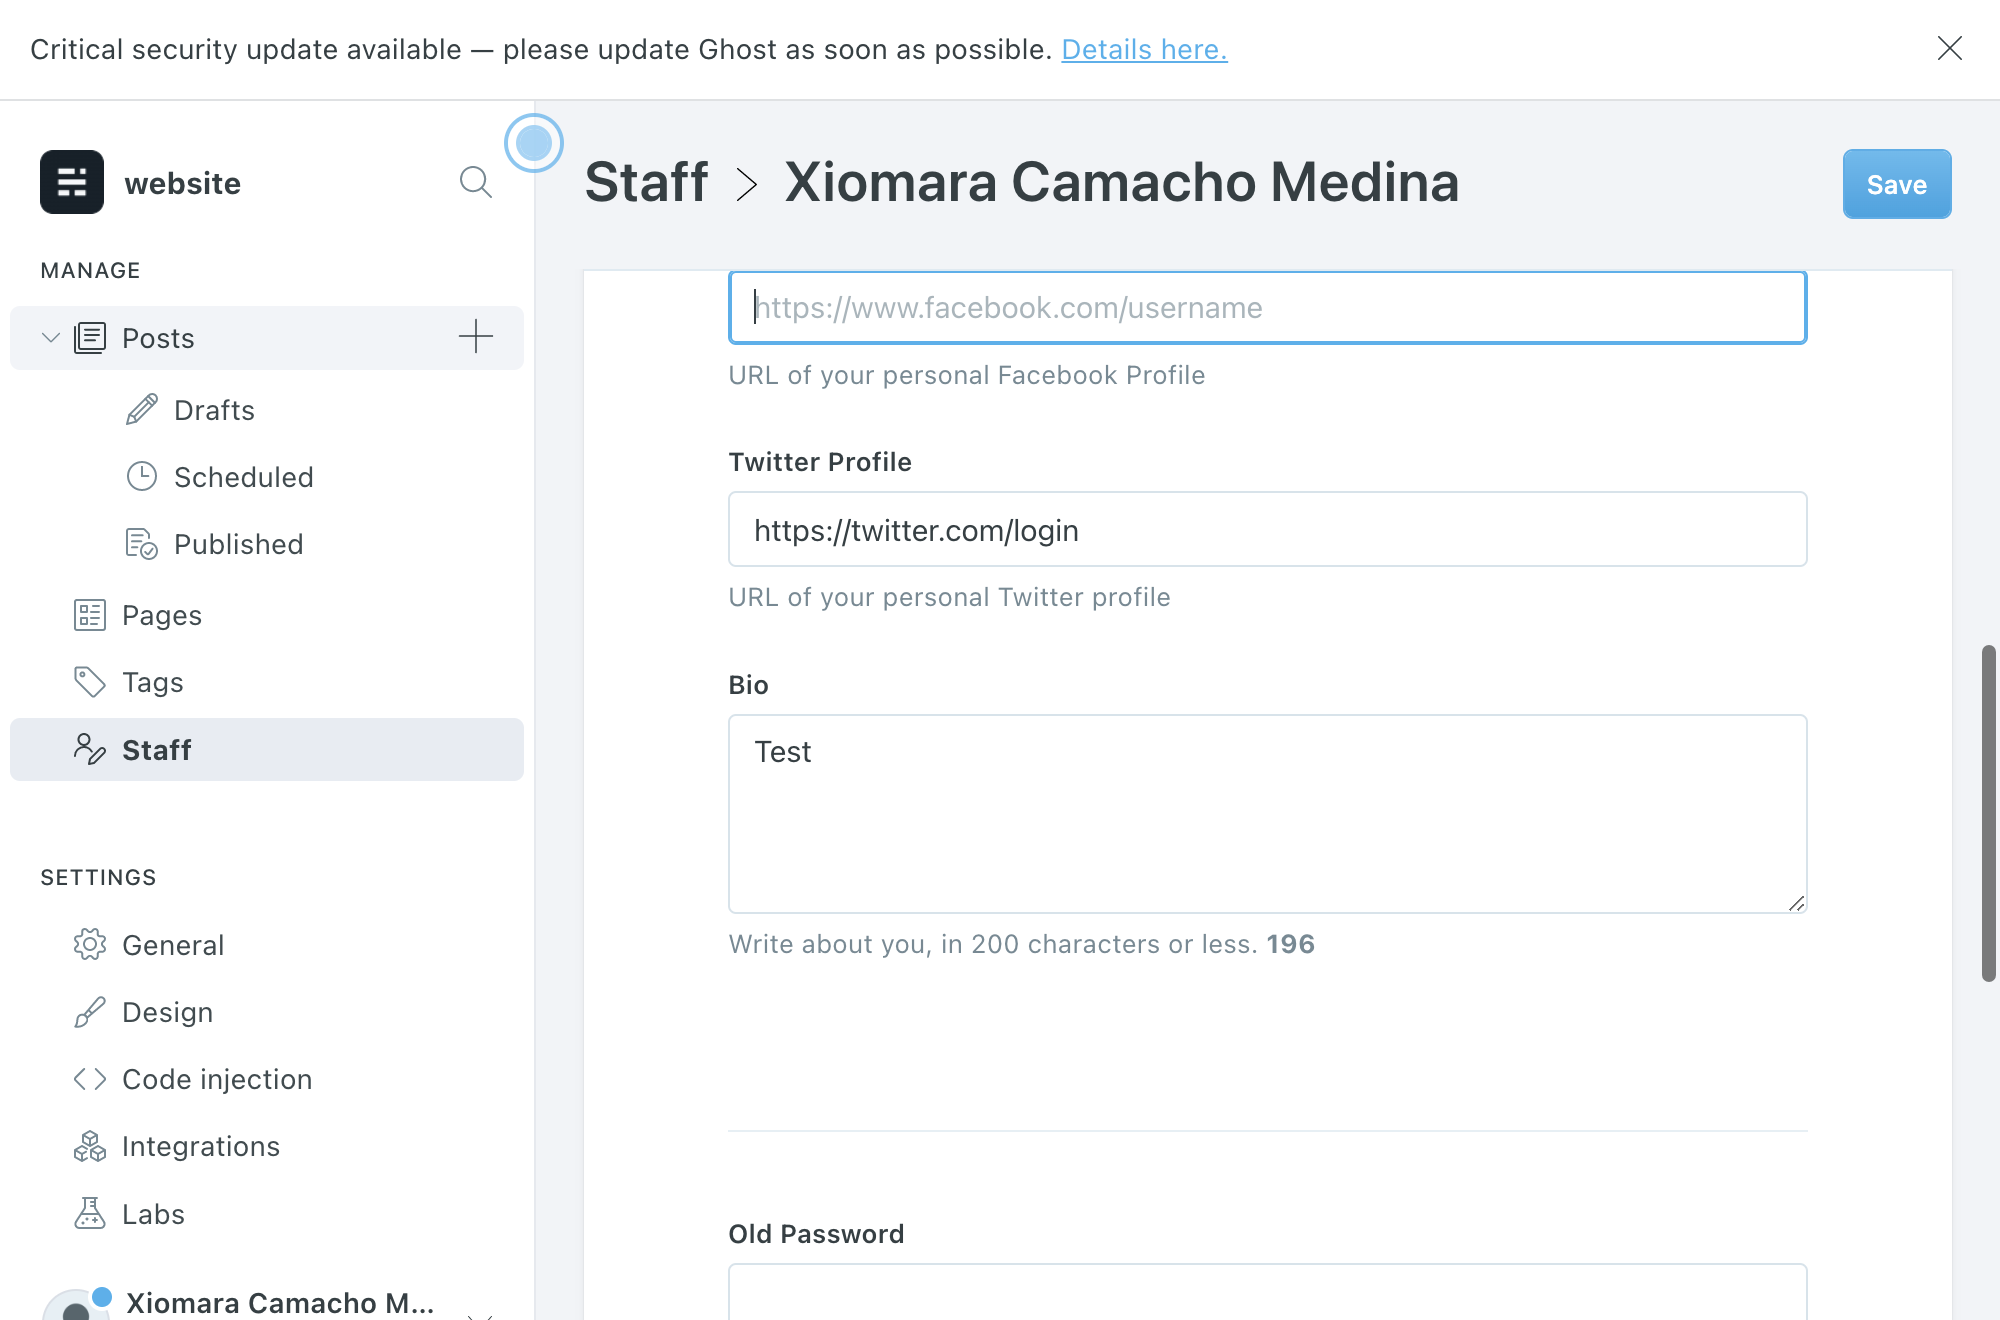 Critical security update available — please update Ghost as soon as possible. Details here.
website
MANAGE
Posts
Drafts
Scheduled
Published
Pages
Tags
Staff
SETTINGS
General
Design
Code injection
Integrations
Labs
Xiomara Camacho M...
Staff > Xiomara Camacho Medina
Save
https://www.facebook.com/username
URL of your personal Facebook Profile
Twitter Profile
https://twitter.com/login
URL of your personal Twitter profile
Bio
Test
Write about you, in 200 characters or less. 196
Old Password